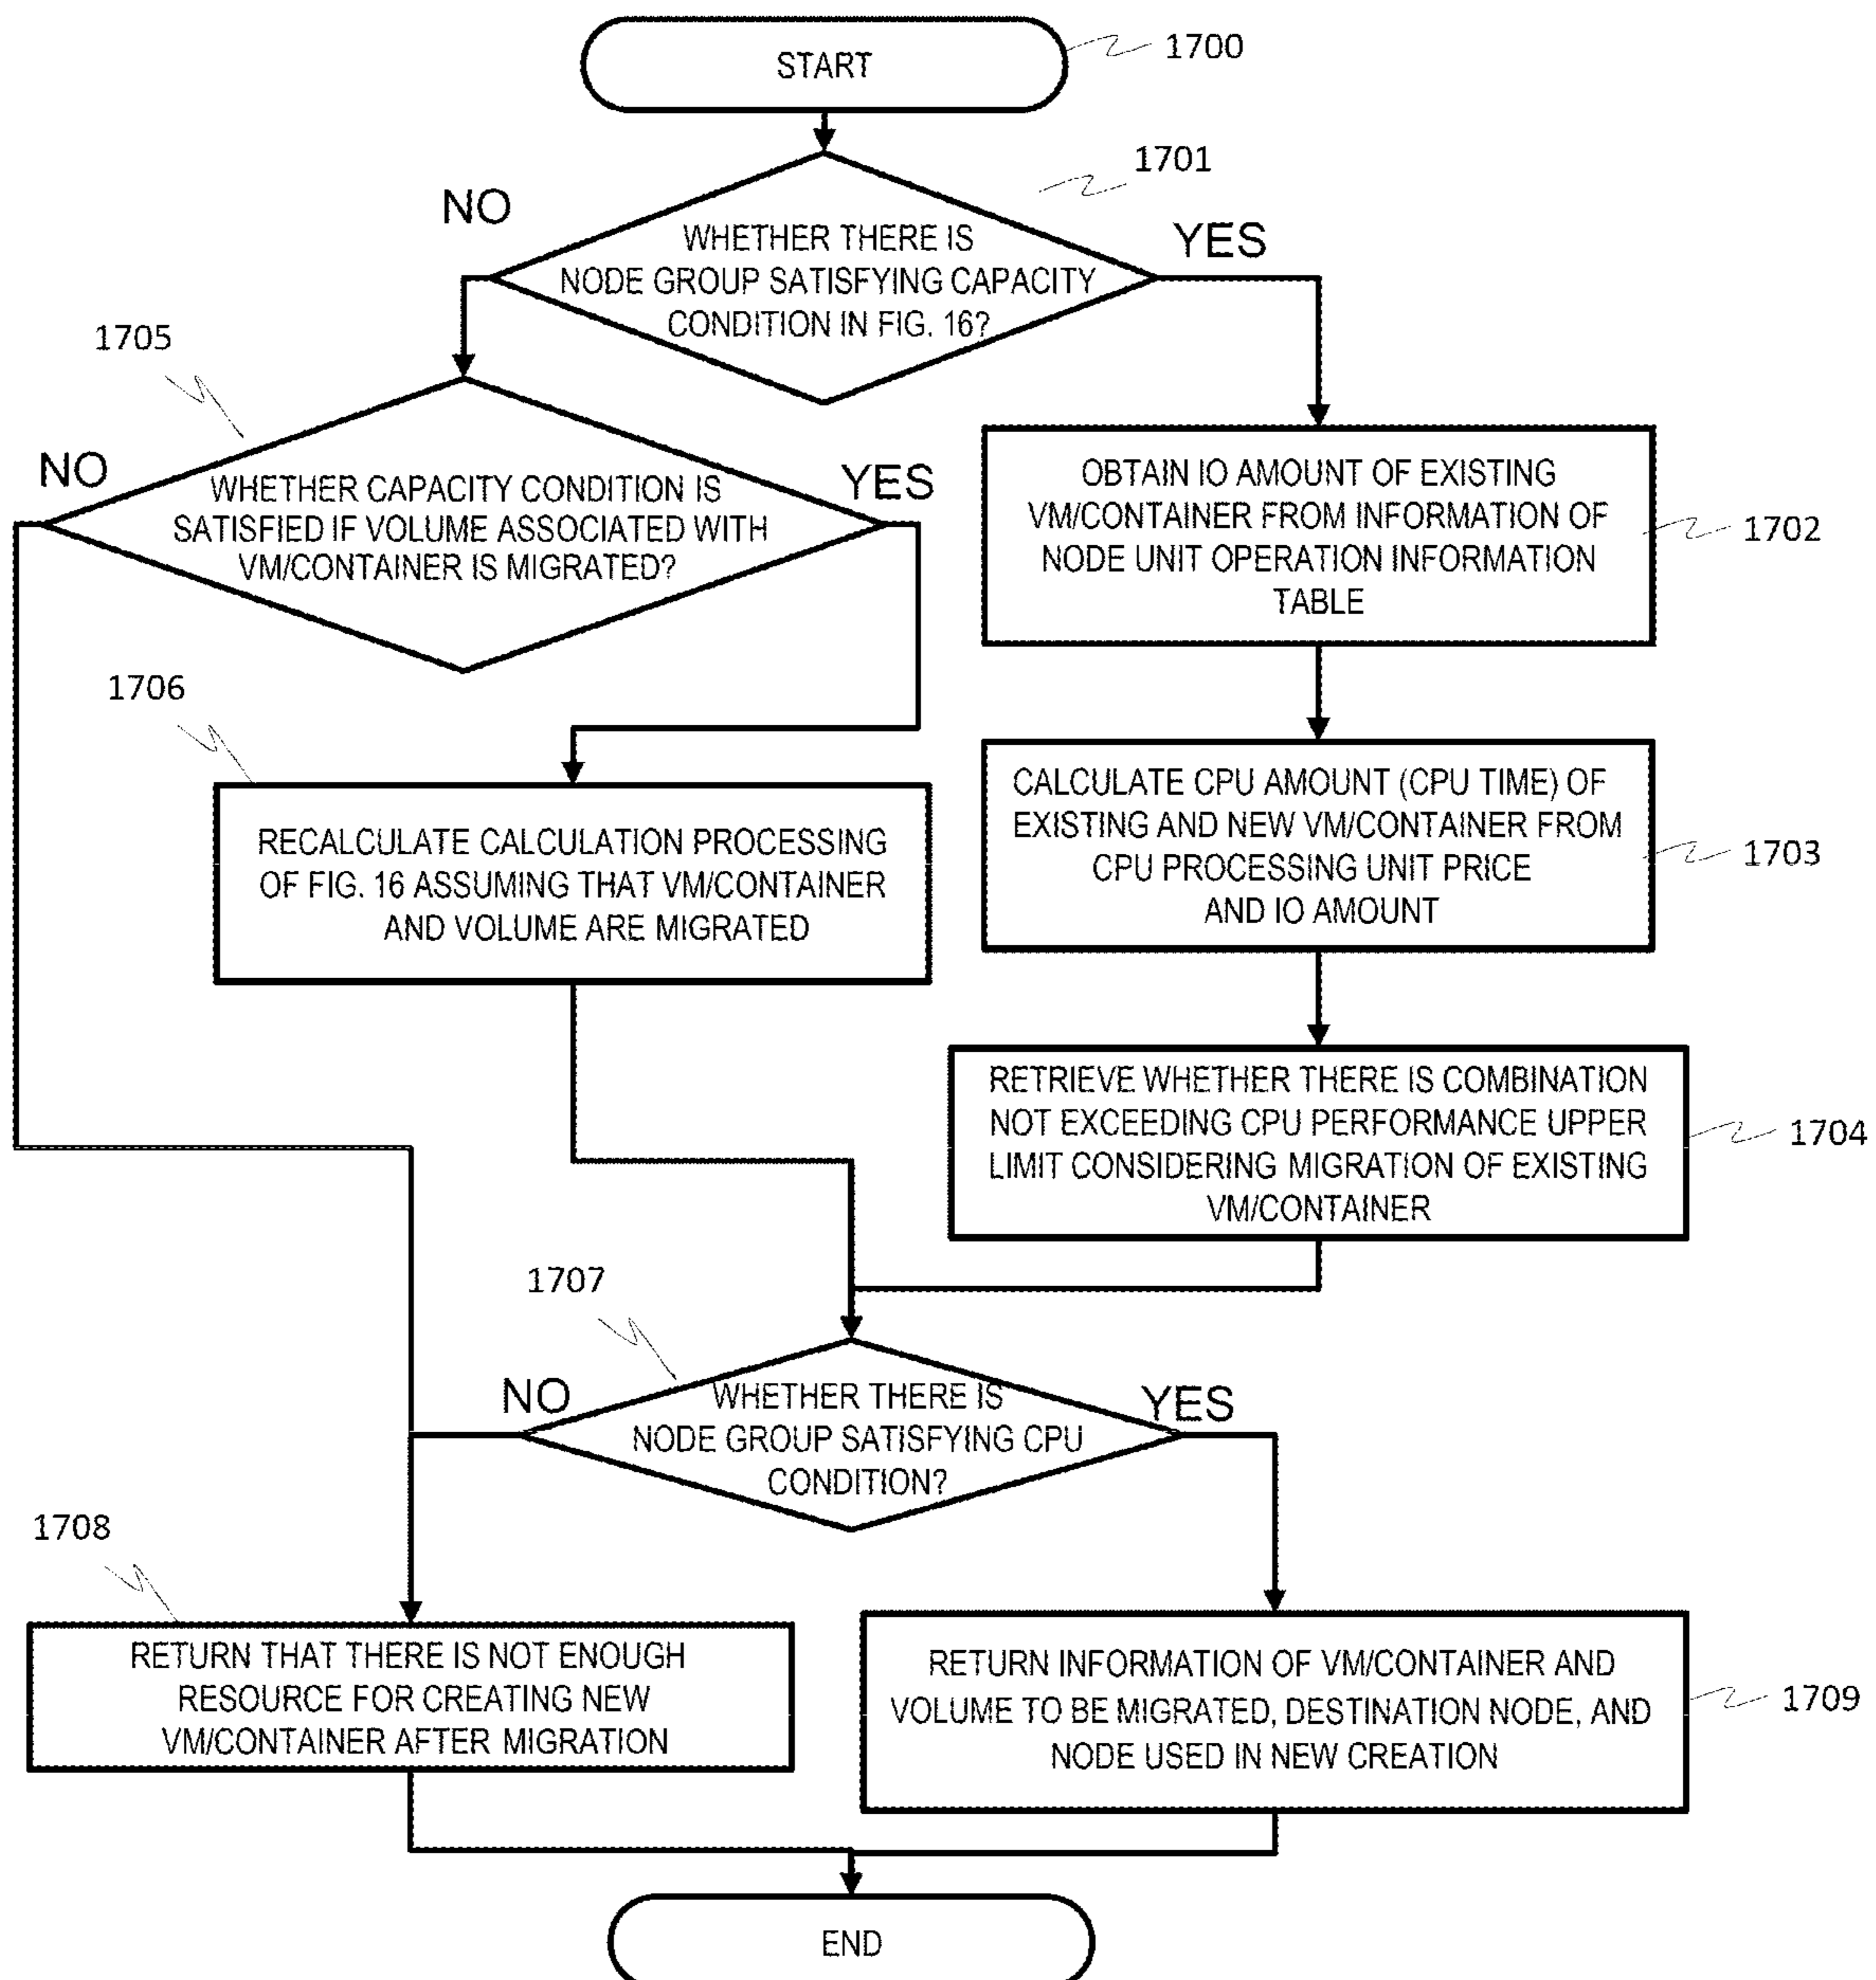 START
1700
1701
NO
YES
WHETHER THERE IS
NODE GROUP SATISFYING CAPACITY
CONDITION IN FIG. 16?
1705
NO
YES
WHETHER CAPACITY CONDITION IS
SATISFIED IF VOLUME ASSOCIATED WITH
VM/CONTAINER IS MIGRATED?
OBTAIN IO AMOUNT OF EXISTING
VM/CONTAINER FROM INFORMATION OF
NODE UNIT OPERATION INFORMATION
TABLE
1702
1706
RECALCULATE CALCULATION PROCESSING
OF FIG. 16 ASSUMING THAT VM/CONTAINER
AND VOLUME ARE MIGRATED
CALCULATE CPU AMOUNT (CPU TIME) OF
EXISTING AND NEW VM/CONTAINER FROM
CPU PROCESSING UNIT PRICE
AND IO AMOUNT
1703
RETRIEVE WHETHER THERE IS COMBINATION
NOT EXCEEDING CPU PERFORMANCE UPPER
LIMIT CONSIDERING MIGRATION OF EXISTING
VM/CONTAINER
1704
1707
NO
YES
WHETHER THERE IS
NODE GROUP SATISFYING CPU
CONDITION?
1708
RETURN THAT THERE IS NOT ENOUGH
RESOURCE FOR CREATING NEW
VM/CONTAINER AFTER MIGRATION
RETURN INFORMATION OF VM/CONTAINER AND
VOLUME TO BE MIGRATED, DESTINATION NODE, AND
NODE USED IN NEW CREATION
1709
END